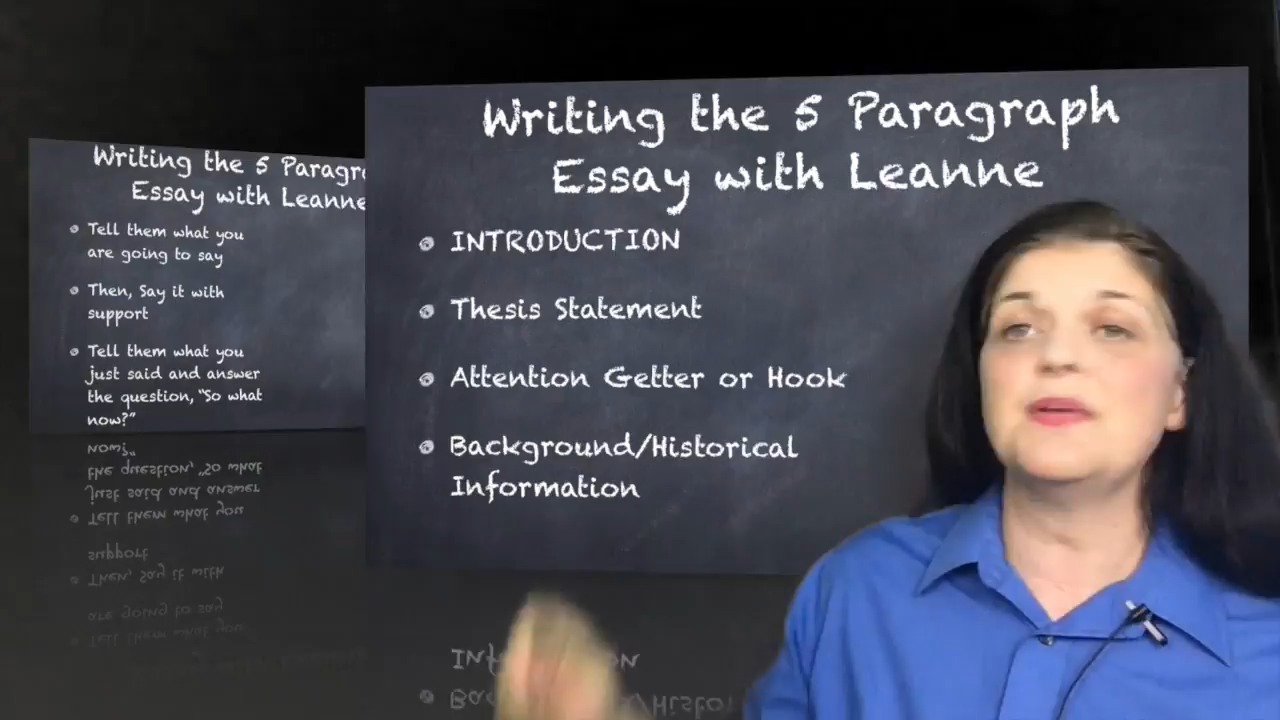 Writing the 5 Paragr
Essay with Leanne
Tell them what you
are going to say
Then, Say it with
support
Tell them what you
just said and answer
the question, "So what
now?"
Writing the 5 Paragraph
Essay with Leanne
INTRODUCTION
Thesis Statement
Attention Getter or Hook
Background/Historical
Information